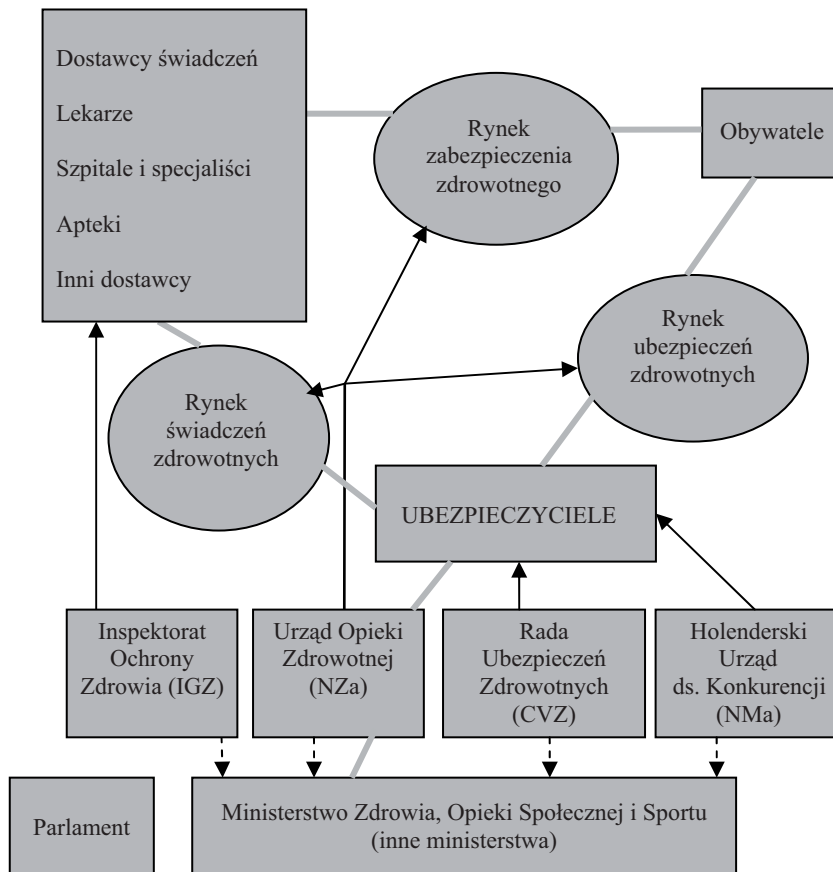 Dostawcy świadczeń
Lekarze
Szpitale i specjaliści
Apteki
Inni dostawcy
Rynek
zabezpieczenia
zdrowotnego
Obywatele
Rynek
ubezpieczeń
zdrowotnych
Rynek
świadczeń
zdrowotnych
UBEZPIECZYCIELE
Inspektorat
Ochrony
Zdrowia (IGZ)
Urząd Opieki
Zdrowotnej
(NZa)
Rada
Ubezpieczeń
Zdrowotnych
(CVZ)
Holenderski
Urząd
ds. Konkurencji
(NMa)
Parlament
Ministerstwo Zdrowia, Opieki Społecznej i Sportu
(inne ministerstwa)